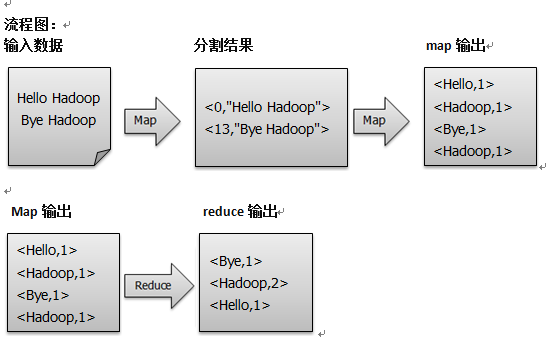 流程图：
输入数据
分割结果
map 输出
Hello Hadoop
Bye Hadoop
Map
<0,"Hello Hadoop">
<13,"Bye Hadoop">
Map
<Hello,1>
<Hadoop,1>
<Bye,1>
<Hadoop,1>
Map 输出
reduce 输出
<Hello,1>
<Hadoop,1>
<Bye,1>
<Hadoop,1>
Reduce
<Bye,1>
<Hadoop,2>
<Hello,1>